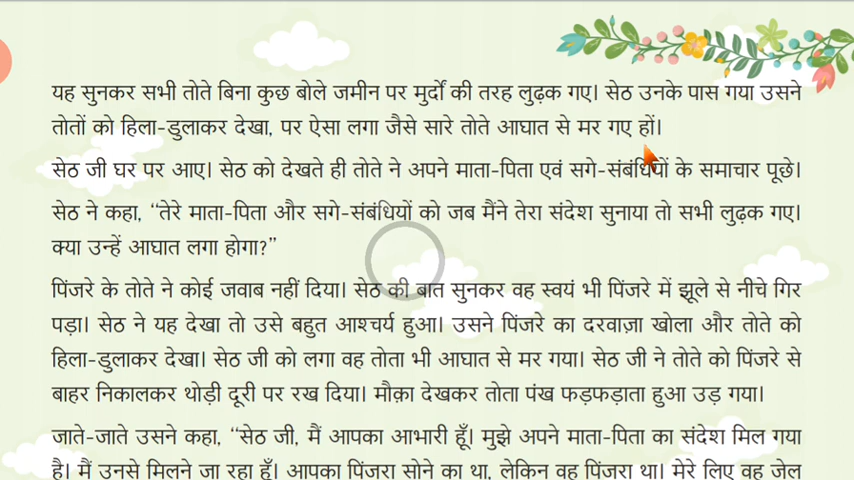 यह सुनकर सभी तोते बिना कुछ बोले जमीन पर मुर्दों की तरह लुढ़क गए। सेठ उनके पास गया उसने
तोतों को हिला-डुलाकर देखा, पर ऐसा लगा जैसे सारे तोते आघात से मर गए हों।
सेठ जी घर पर आए। सेठ को देखते ही तोते ने अपने माता-पिता एवं सगे-संबंधियों के समाचार पूछे।
सेठ ने कहा, “तेरे माता-पिता और सगे-संबंधियों को जब मैंने तेरा संदेश सुनाया तो सभी लुढ़क गए।
क्या उन्हें आघात लगा होगा?”
पिंजरे के तोते ने कोई जवाब नहीं दिया। सेठ की बात सुनकर वह स्वयं भी पिंजरे में झूले से नीचे गिर
पड़ा। सेठ ने यह देखा तो उसे बहुत आश्चर्य हुआ। उसने पिंजरे का दरवाज़ा खोला और तोते को
हिला-डुलाकर देखा। सेठ जी को लगा वह तोता भी आघात से मर गया। सेठ जी ने तोते को पिंजरे से
बाहर निकालकर थोड़ी दूरी पर रख दिया। मौक़ा देखकर तोता पंख फड़फड़ाता हुआ उड़ गया।
जाते-जाते उसने कहा, “सेठ जी, मैं आपका आभारी हूँ। मुझे अपने माता-पिता का संदेश मिल गया
है। मैं उनसे मिलने जा रहा हूँ। आपका पिंजरा सोने का था, लेकिन वह पिंजरा था। मेरे लिए वह जेल